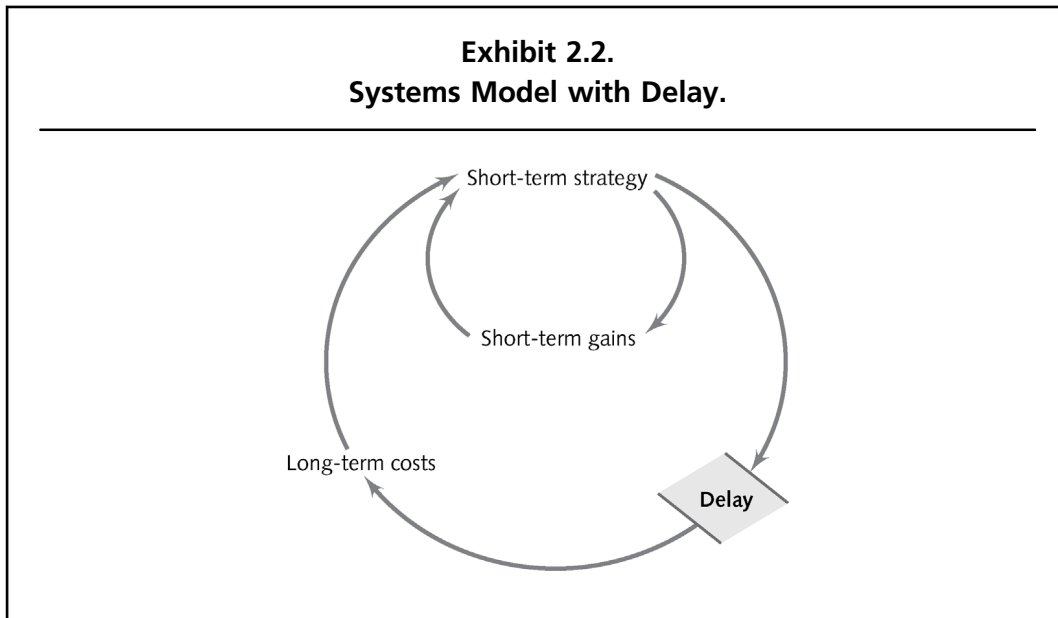 Exhibit 2.2.
Systems Model with Delay.
Short-term strategy
Short-term gains
Long-term costs
Delay